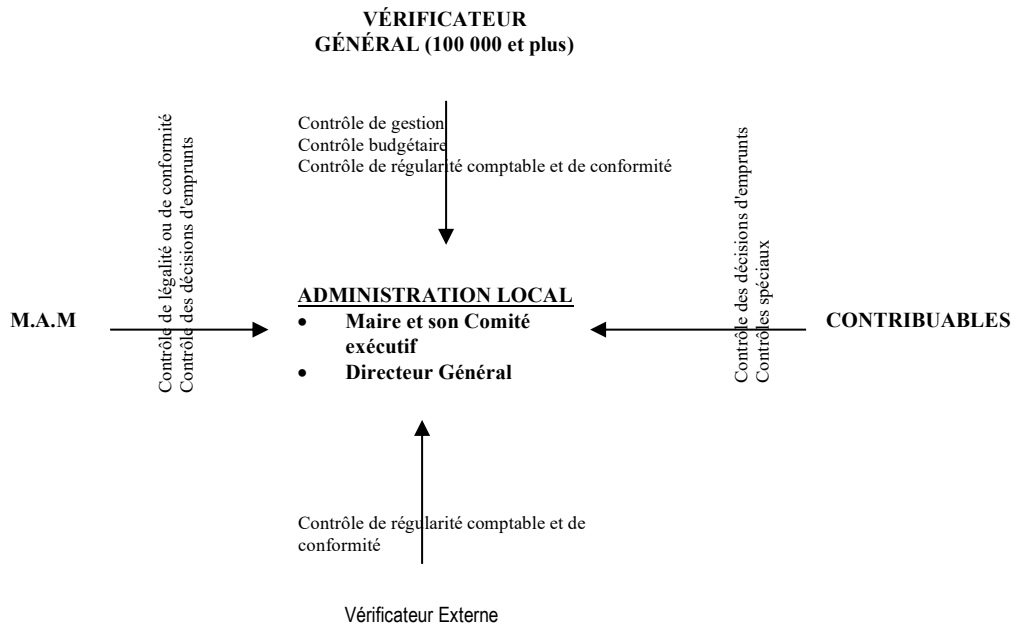 VÉRIFICATEUR
GÉNÉRAL (100 000 et plus)
Contrôle de gestion
Contrôle budgétaire
Contrôle de régularité comptable et de conformité
Contrôle de légalité ou de conformité
Contrôle des décisions d'emprunts
M.A.M
ADMINISTRATION LOCAL
• Maire et son Comité
exécutif
• Directeur Général
Contrôle des décisions d'emprunts
Contrôles spéciaux
CONTRIBUABLES
Contrôle de régularité comptable et de
conformité
Vérificateur Externe